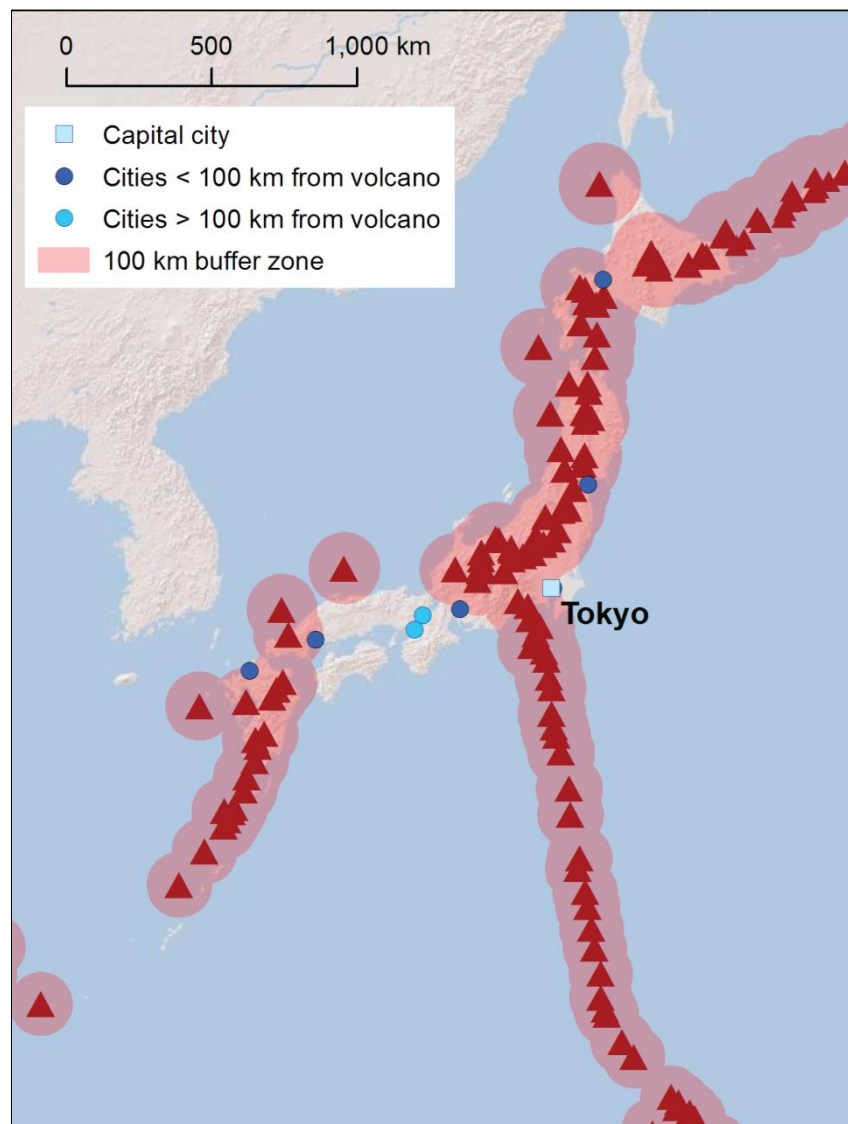 0 500 1,000 km
Capital city
Cities < 100 km from volcano
Cities > 100 km from volcano
100 km buffer zone
Tokyo